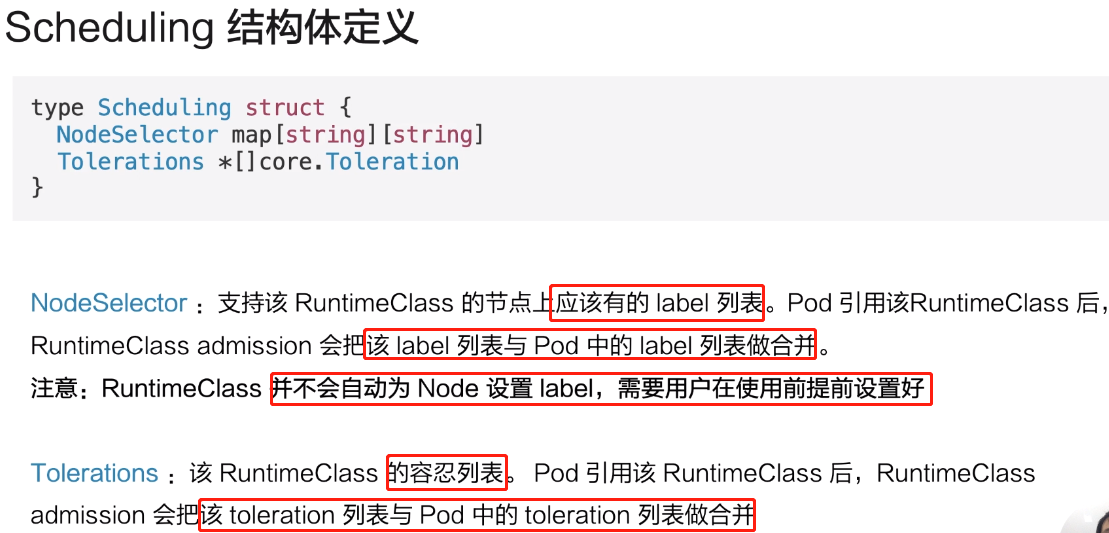 Scheduling 结构体定义
type Scheduling struct {
NodeSelector map[string][string]
Tolerations *[]core.Toleration
}
NodeSelector ：支持该 RuntimeClass 的节点上应该有的 label 列表。Pod 引用该RuntimeClass 后，
RuntimeClass admission 会把该 label 列表与 Pod 中的 label 列表做合并。
注意：RuntimeClass 并不会自动为 Node 设置 label，需要用户在使用前提前设置好
Tolerations ：该 RuntimeClass 的容忍列表。 Pod 引用该 RuntimeClass 后，RuntimeClass
admission 会把该 toleration 列表与 Pod 中的 toleration 列表做合并